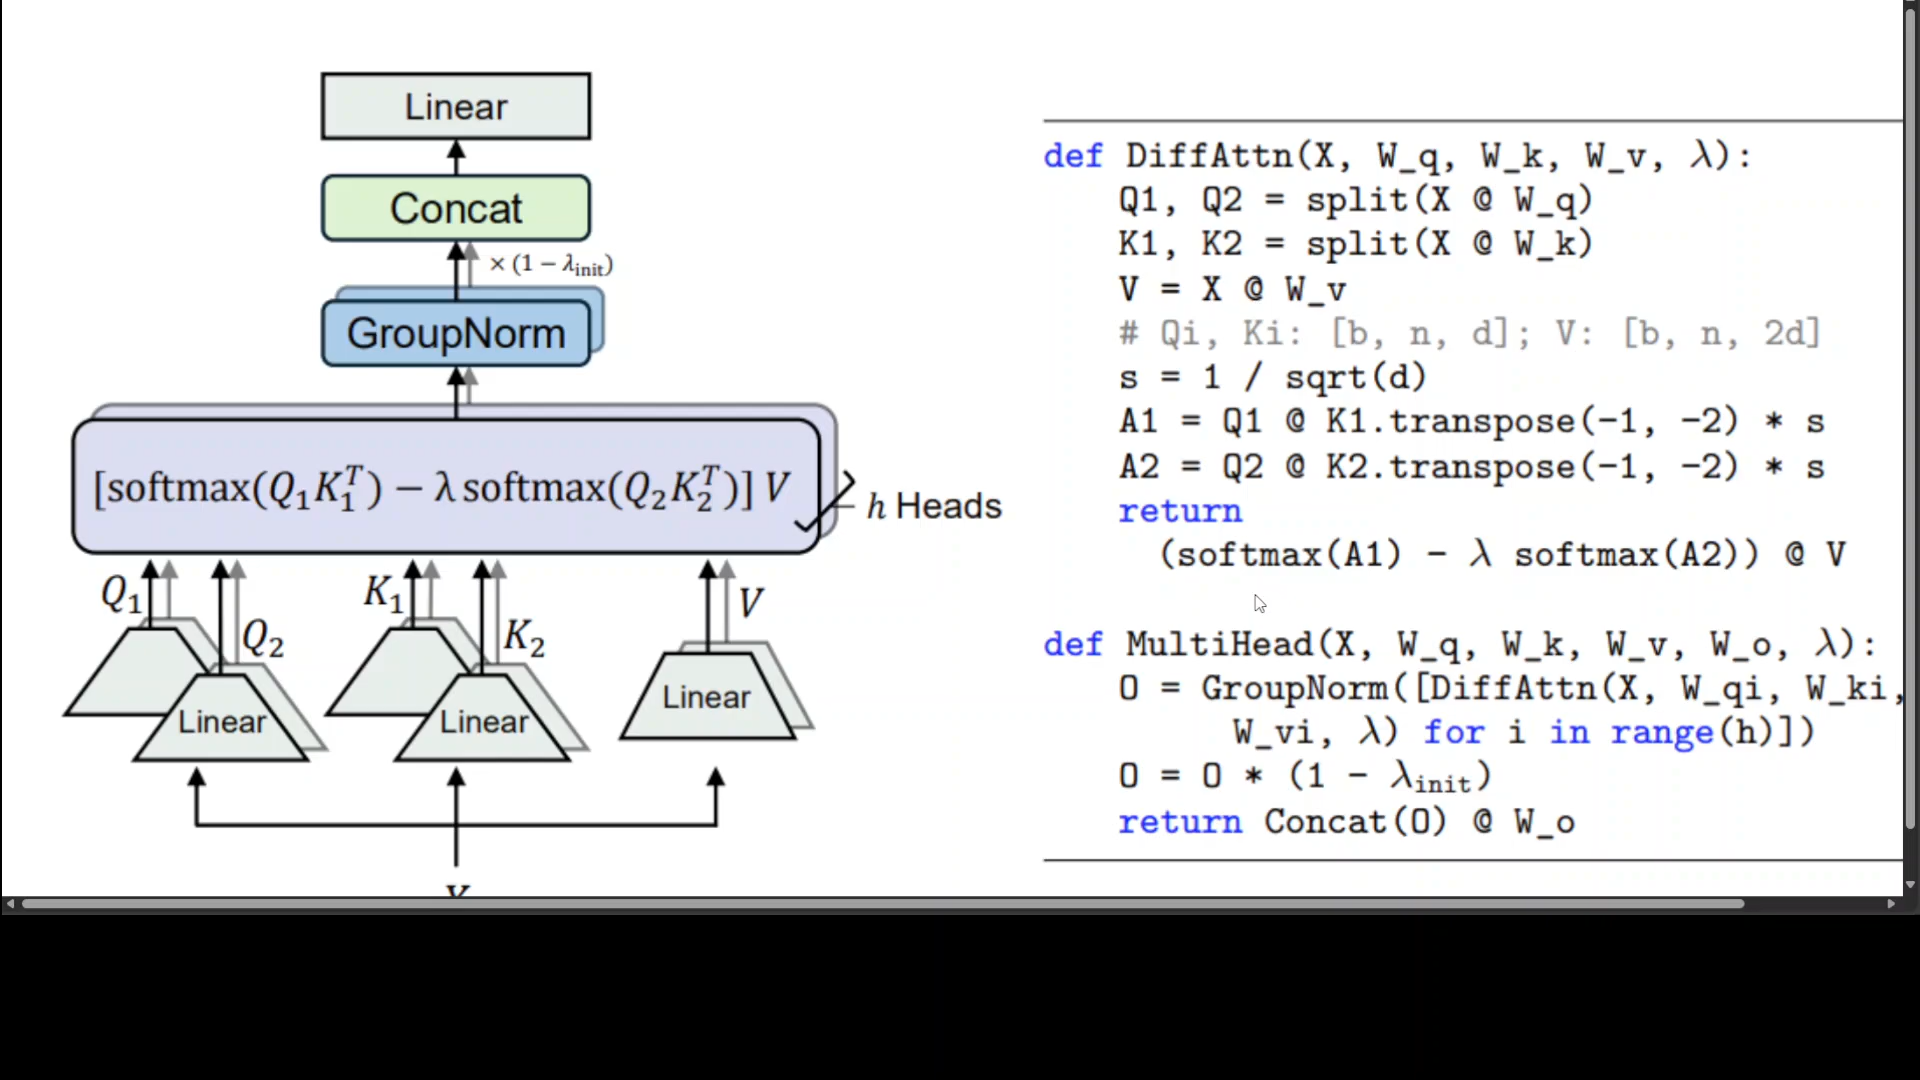 Linear
Concat
× (1 − λinit)
GroupNorm
[softmax(Q₁K₁ᵀ) − λ softmax(Q₂K₂ᵀ)] V
h Heads
Q₁
Q₂
K₁
K₂
V
Linear
Linear
Linear
def DiffAttn(X, W_q, W_k, W_v, λ):
Q1, Q2 = split(X @ W_q)
K1, K2 = split(X @ W_k)
V = X @ W_v
# Qi, Ki: [b, n, d]; V: [b, n, 2d]
s = 1 / sqrt(d)
A1 = Q1 @ K1.transpose(−1, −2) * s
A2 = Q2 @ K2.transpose(−1, −2) * s
return
(softmax(A1) − λ softmax(A2)) @ V
def MultiHead(X, W_q, W_k, W_v, W_o, λ):
O = GroupNorm([DiffAttn(X, W_qi, W_ki,
W_vi, λ) for i in range(h)])
O = O * (1 − λinit)
return Concat(O) @ W_o